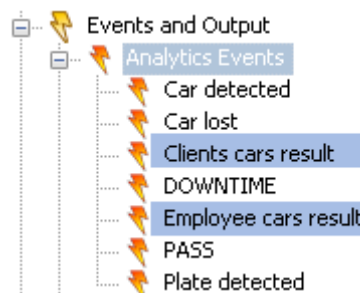 Events and Output
Analytics Events
Car detected
Car lost
Clients cars result
DOWNTIME
Employee cars result
PASS
Plate detected